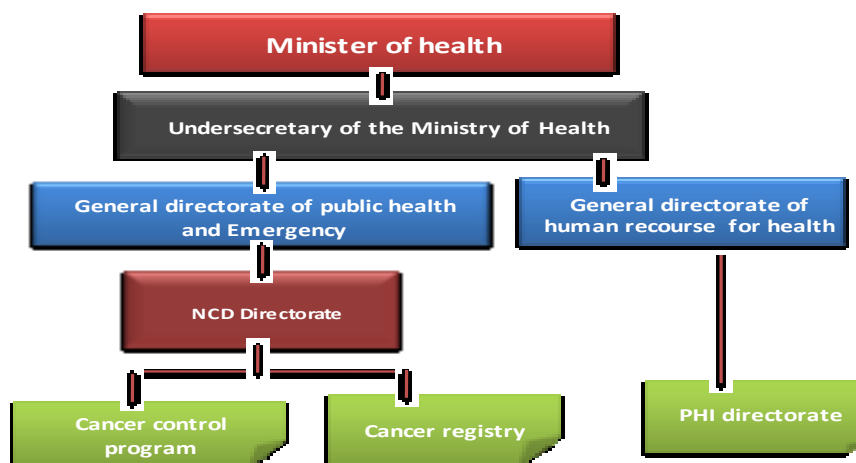 Minister of health
Undersecretary of the Ministry of Health
General directorate of public health
and Emergency
General directorate of
human recourse for health
NCD Directorate
Cancer control
program
Cancer registry
PHI directorate